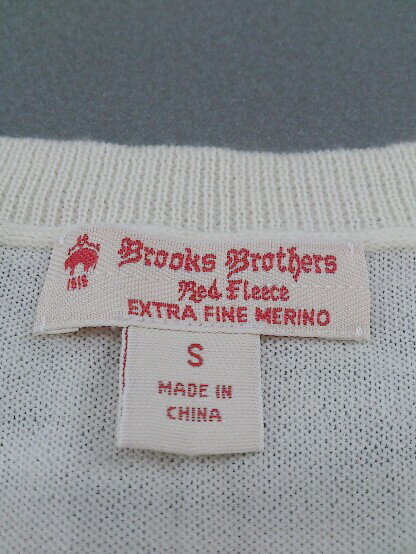 Brooks Brothers
1818
Red Fleece
EXTRA FINE MERINO
S
MADE IN
CHINA